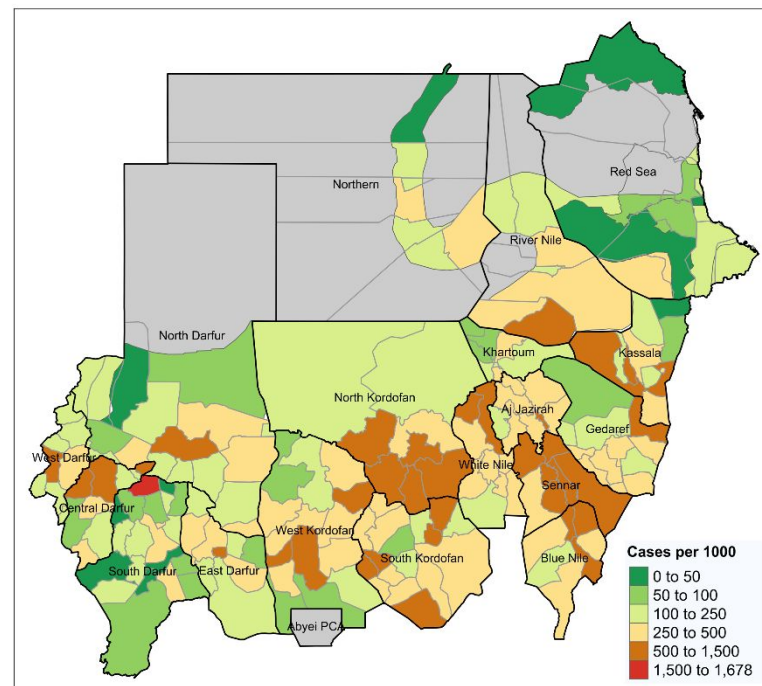 Red Sea
Northern
River Nile
North Darfur
Khartoum
Kassala
North Kordofan
Aj Jazirah
Gedaref
West Darfur
White Nile
Sennar
Central Darfur
West Kordofan
South Kordofan
Blue Nile
South Darfur
East Darfur
Abyei PCA
Cases per 1000
0 to 50
50 to 100
100 to 250
250 to 500
500 to 1,500
1,500 to 1,678